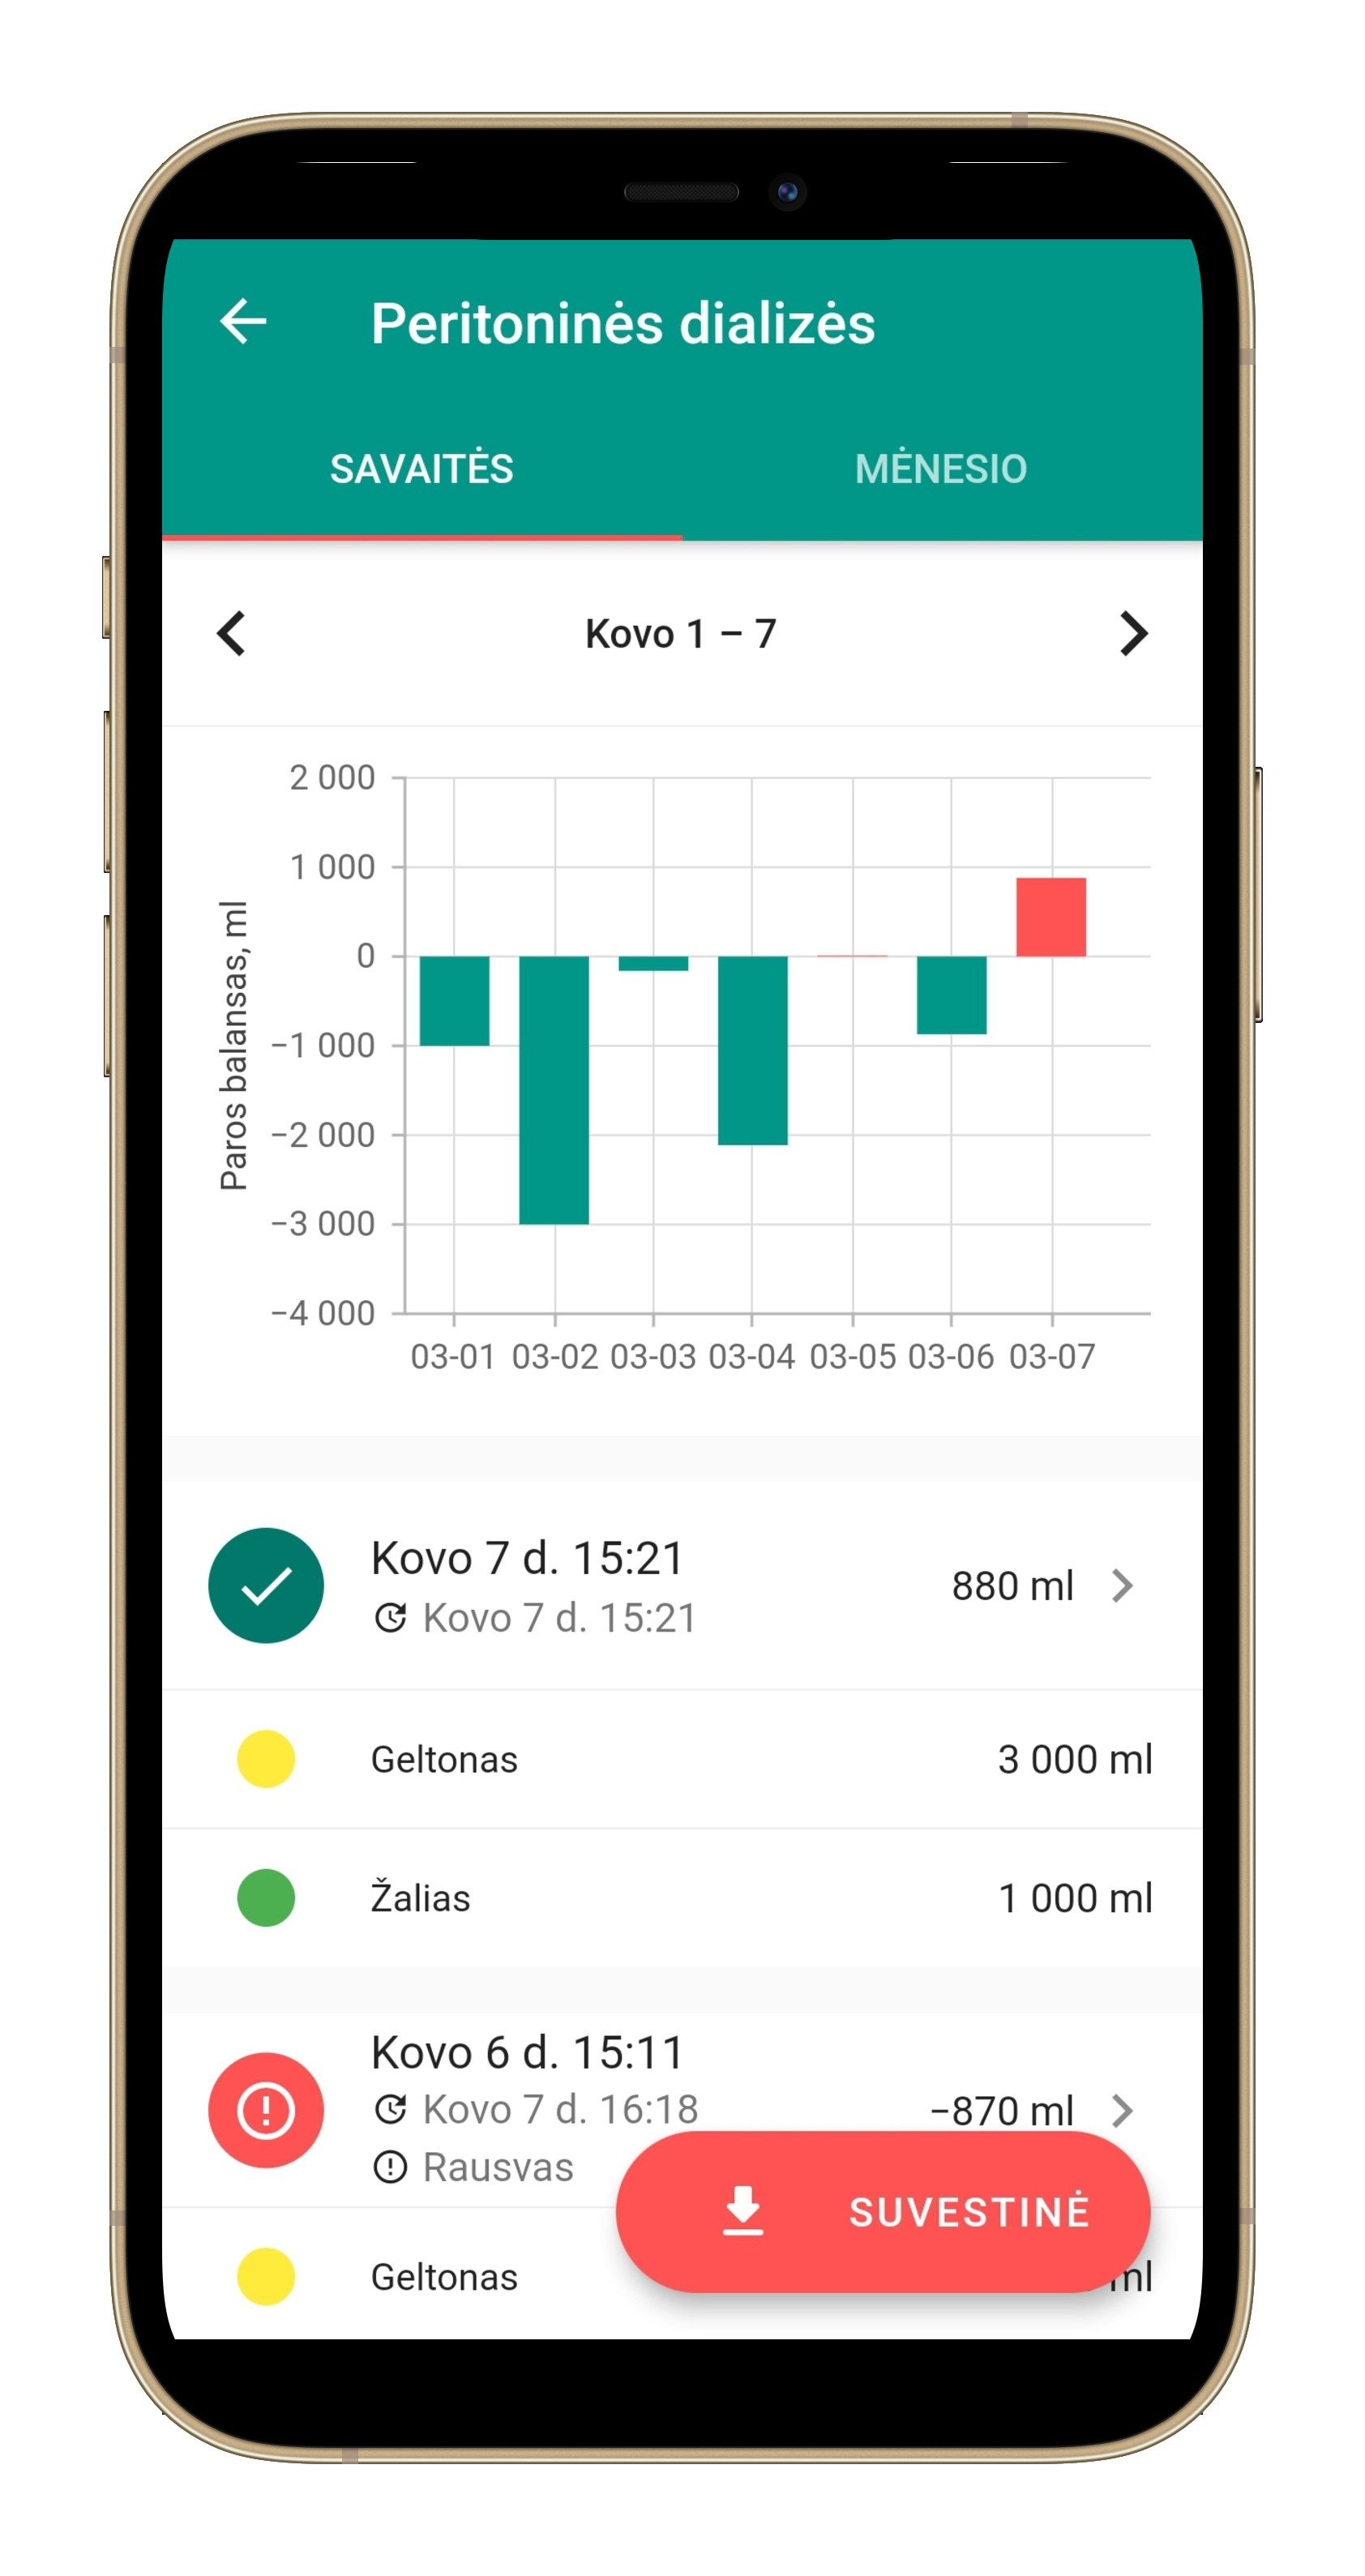 Peritoninės dializės
SAVAITĖS
MĖNESIO
Kovo 1 – 7
Paros balansas, ml
2 000
1 000
0
−1 000
−2 000
−3 000
−4 000
03-01 03-02 03-03 03-04 03-05 03-06 03-07
Kovo 7 d. 15:21
Kovo 7 d. 15:21
880 ml
Geltonas 3 000 ml
Žalias 1 000 ml
Kovo 6 d. 15:11
Kovo 7 d. 16:18
−870 ml
Rausvas
SUVESTINĖ
Geltonas ml